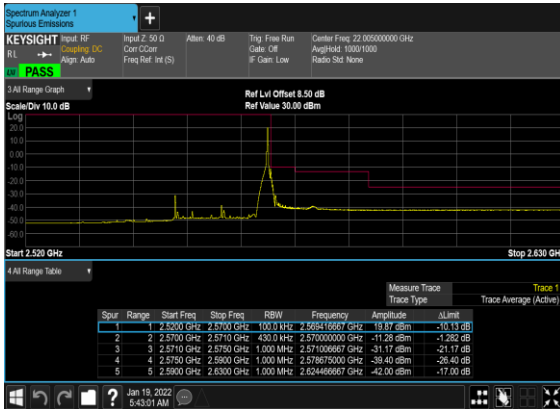 Spectrum Analyzer 1
Spurious Emissions
+
KEYSIGHT Input: RF Input Z: 50 Ω Atten: 40 dB Trig: Free Run Center Freq: 22.005000000 GHz
RL Coupling: DC Corr CCorr Gate: Off Avg|Hold: 1000/1000
Align: Auto Freq Ref: Int (S) IF Gain: Low Radio Std: None
PASS
3 All Range Graph Ref Lvl Offset 8.50 dB
Scale/Div 10.0 dB Ref Value 30.00 dBm
Log
20.0
10.0
0.00
-10.0
-20.0
-30.0
-40.0
-50.0
-60.0
Start 2.520 GHz Stop 2.630 GH
4 All Range Table
Measure Trace Trace 1
Trace Type Trace Average (Active)
Spur Range Start Freq Stop Freq RBW Frequency Amplitude ΔLimit
1 1 2.5200 GHz 2.5700 GHz 100.0 kHz 2.569416667 GHz 19.87 dBm -10.13 dB
2 2 2.5700 GHz 2.5710 GHz 430.0 kHz 2.570000000 GHz -11.28 dBm -1.282 dB
3 3 2.5710 GHz 2.5750 GHz 1.000 MHz 2.571006667 GHz -31.17 dBm -21.17 dB
4 4 2.5750 GHz 2.5900 GHz 1.000 MHz 2.578675000 GHz -39.40 dBm -26.40 dB
5 5 2.5900 GHz 2.6300 GHz 1.000 MHz 2.624466667 GHz -42.00 dBm -17.00 dB
? Jan 19, 2022
5:43:01 AM